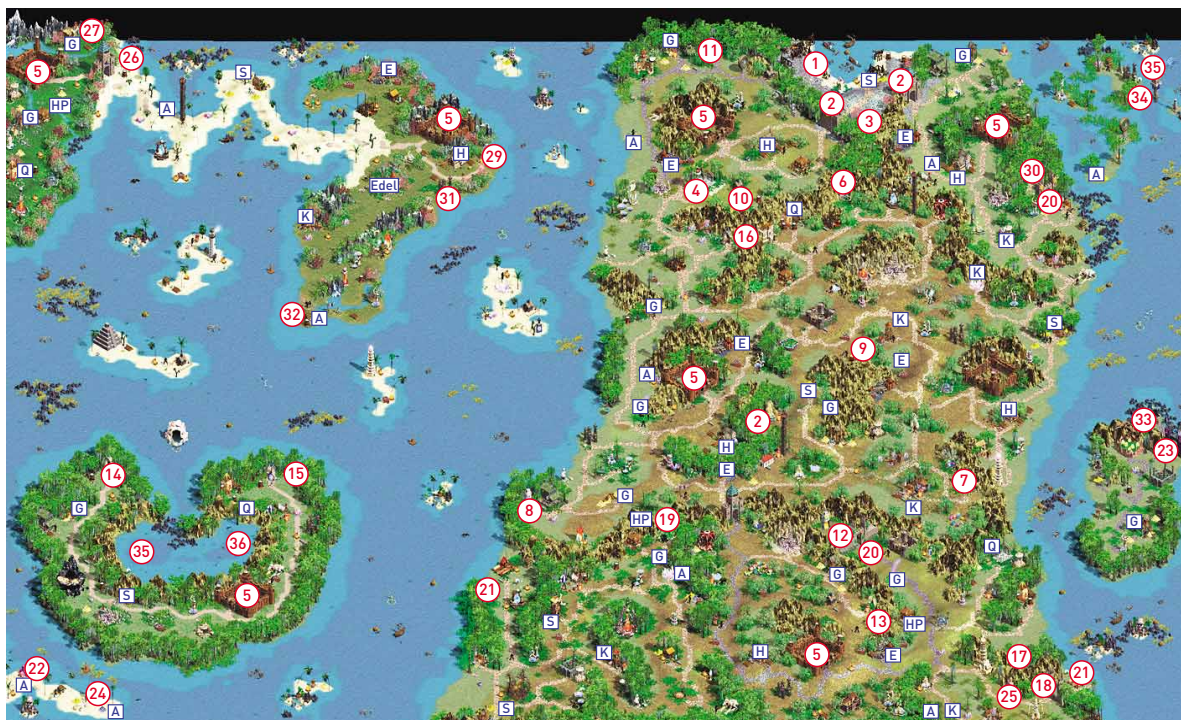 27
G
11
26
1
G
35
5
S
E
S
2
HP
A
2
34
G
5
5
3
5
A
E
H
E
29
H
A
A
30
Q
Edel
31
4
10
6
H
20
K
Q
K
16
K
32
A
G
K
S
E
9
A
5
E
S
G
G
H
2
33
H
23
14
15
E
7
G
Q
8
G
K
G
HP
19
12
35
36
G
20
Q
A
G
G
21
S
5
13
HP
S
K
H
5
E
17
22
21
A
24
25
18
A
S
A
K